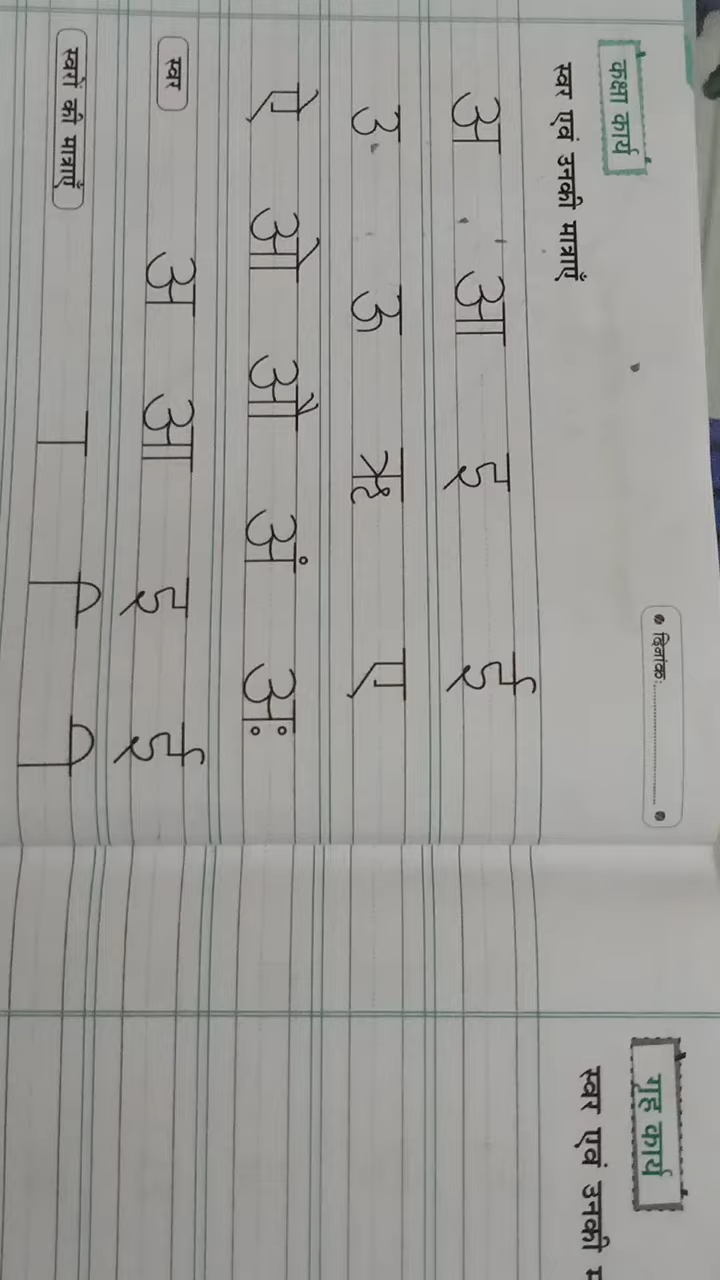 कक्षा कार्य
दिनांक:
स्वर एवं उनकी मात्राएँ
अ आ इ ई
उ ऊ ऋ ए
ऐ ओ औ अं अः
स्वर अ आ इ ई
स्वरों की मात्राएँ ा ि ी
गृह कार्य
स्वर एवं उनकी